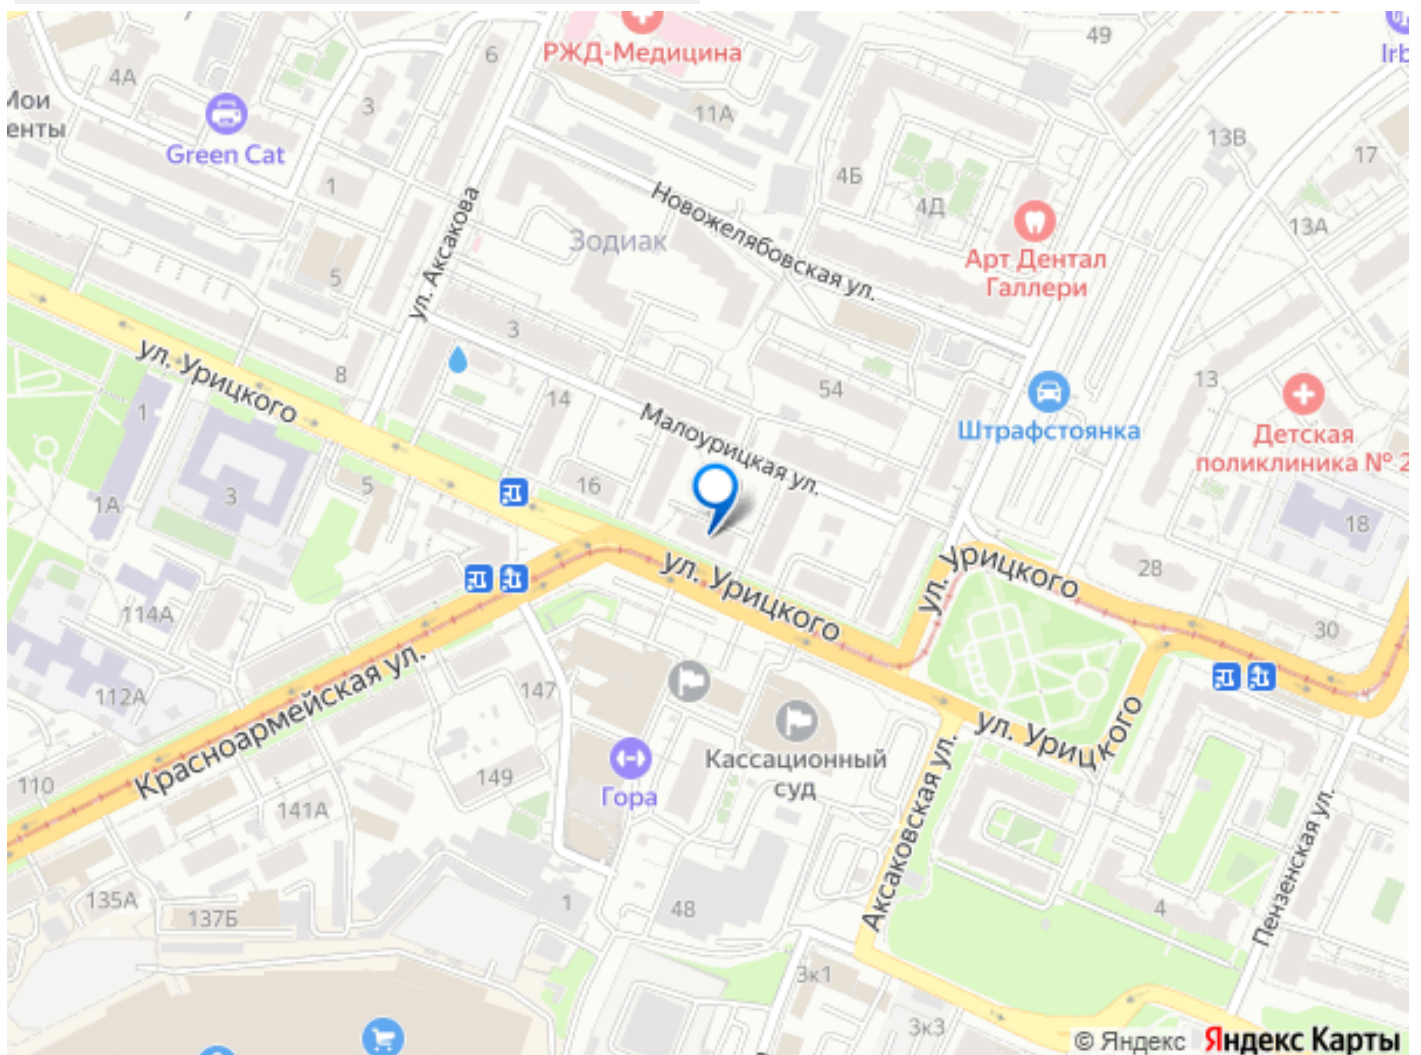 49
6
РЖД-Медицина
Irb
4А
Мои
енты
3
11А
13В
17
Green Cat
1
4Б
4Д
Новожелябовская ул.
ул. Аксакова
Зодиак
13А
5
Арт Дентал
Галлери
3
ул. Урицкого
8
14
54
13
1
Малоурицкая ул.
Штрафстоянка
Детская
поликлиника № 2
3
5
16
1А
18
ул. Урицкого
ул. Урицкого
28
114А
30
112А
147
Красноармейская ул.
ул. Урицкого
Кассационный
суд
110
149
Гора
141А
Аксаковская ул.
Пензенская ул.
135А
137Б
1
48
4
3к1
3к3
© Яндекс Яндекс Карты